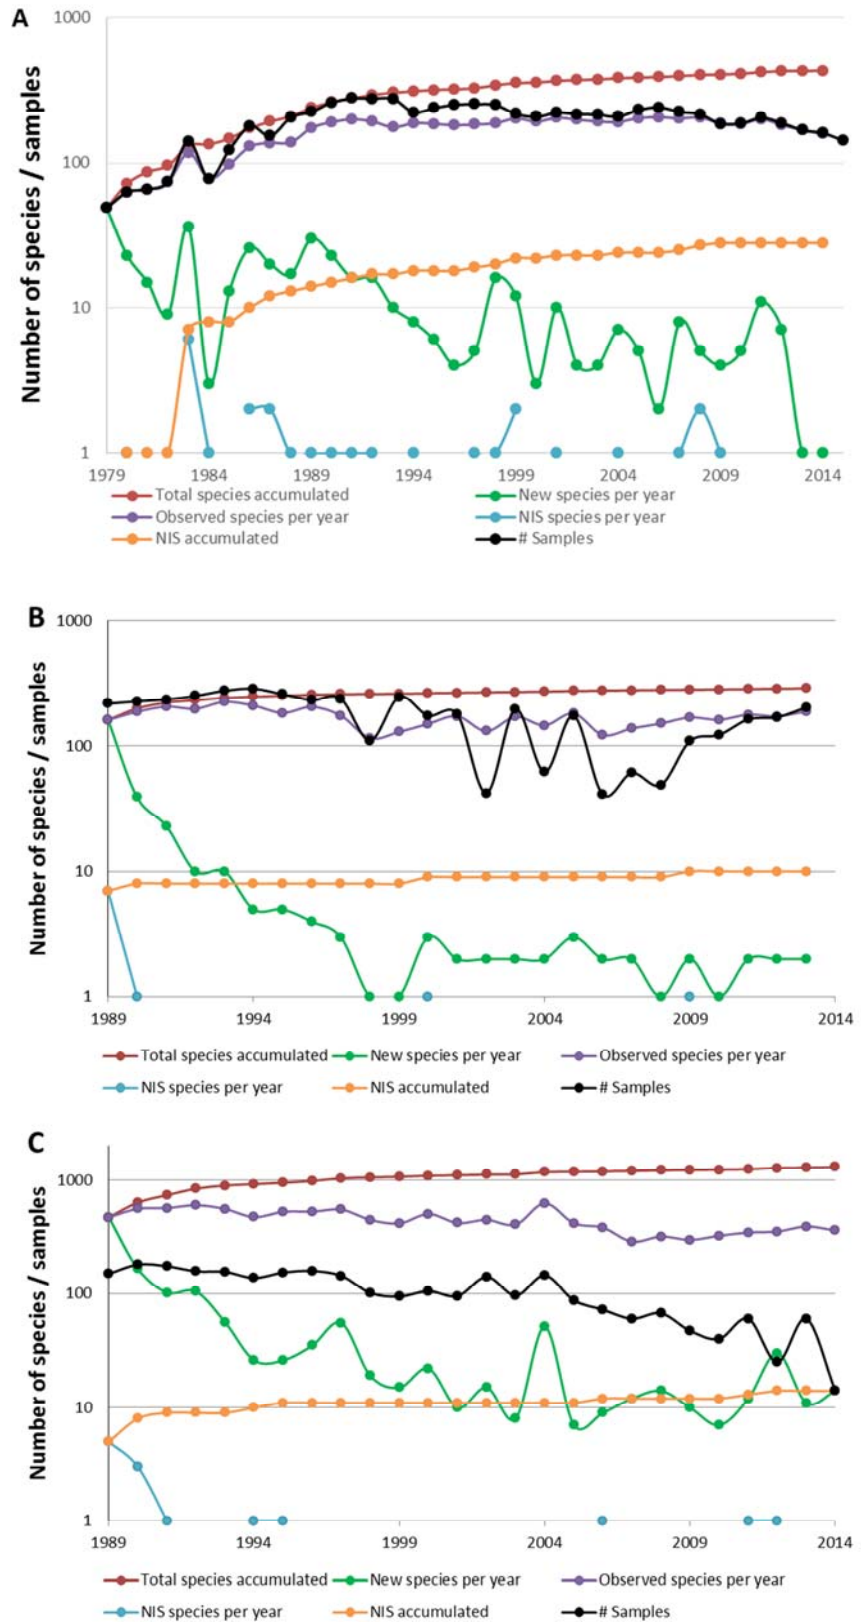 A
Number of species / samples
1000
100
10
1
1979 1984 1989 1994 1999 2004 2009 2014
Total species accumulated New species per year
Observed species per year NIS species per year
NIS accumulated # Samples
B
Number of species / samples
1000
100
10
1
1989 1994 1999 2004 2009 2014
Total species accumulated New species per year Observed species per year
NIS species per year NIS accumulated # Samples
C
Number of species / samples
1000
100
10
1
1989 1994 1999 2004 2009 2014
Total species accumulated New species per year Observed species per year
NIS species per year NIS accumulated # Samples